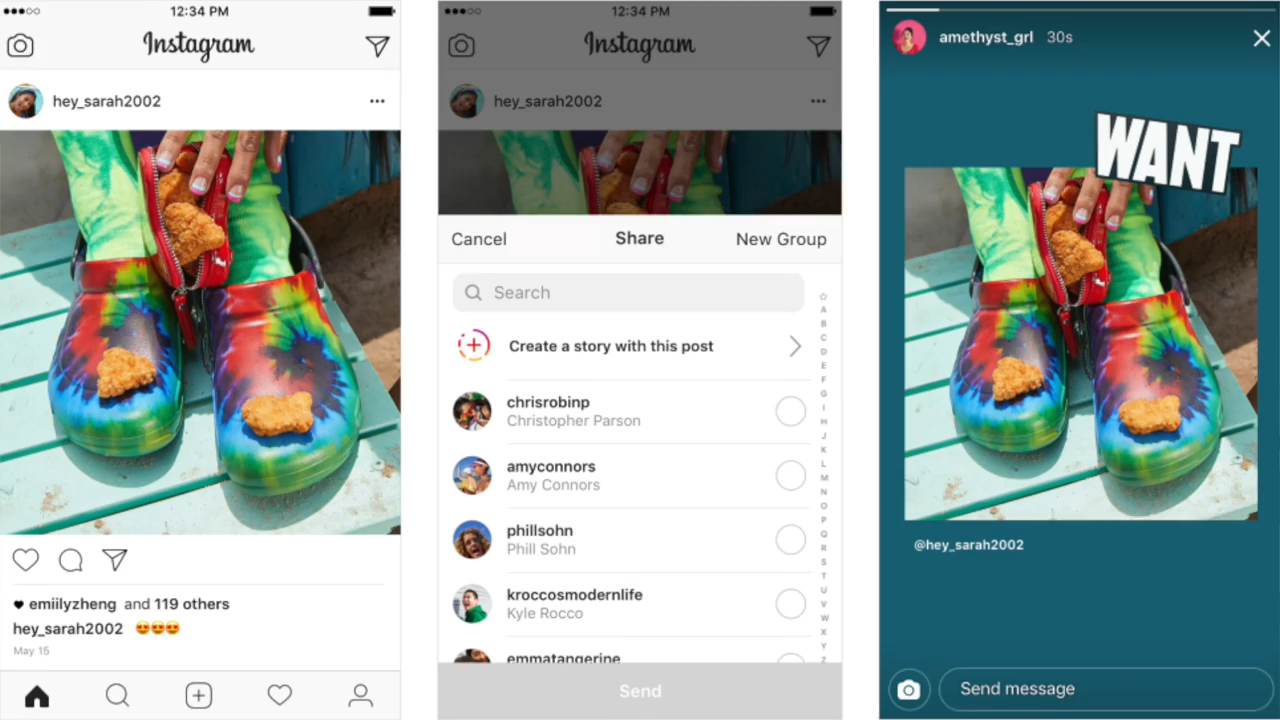 12:34 PM
Instagram
hey_sarah2002
emiilyzheng and 119 others
hey_sarah2002 😍😍😍
May 15
12:34 PM
Instagram
hey_sarah2002
Cancel Share New Group
Search
Create a story with this post
chrisrobinp
Christopher Parson
amyconnors
Amy Connors
phillsohn
Phill Sohn
kroccosmodernlife
Kyle Rocco
emmatangerine
A
B
C
D
E
F
G
I
H
J
K
L
M
N
O
P
Q
R
S
T
U
V
W
X
Y
Z
Send
amethyst_grl 30s
WANT
@hey_sarah2002
Send message